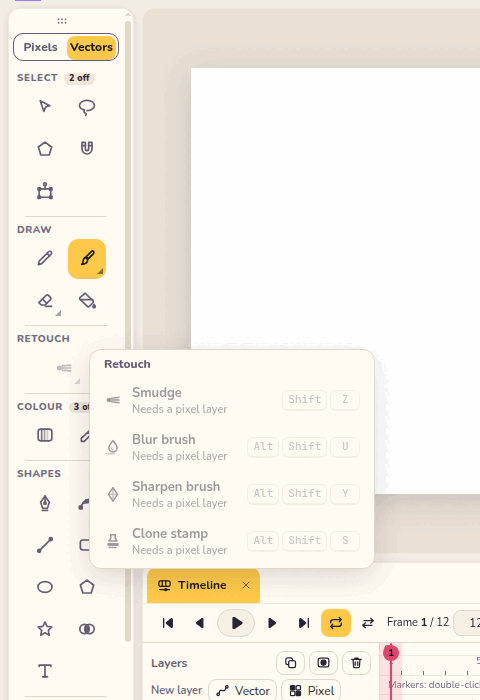 Pixels Vectors
SELECT 2 off
DRAW
RETOUCH
Retouch
Smudge
Needs a pixel layer
Shift Z
Blur brush
Needs a pixel layer
Alt Shift U
Sharpen brush
Needs a pixel layer
Alt Shift Y
Clone stamp
Needs a pixel layer
Alt Shift S
COLOUR 3 of
SHAPES
Timeline
Frame 1 / 12 12
Layers
1
5
Markers: double-clic
New layer Vector Pixel